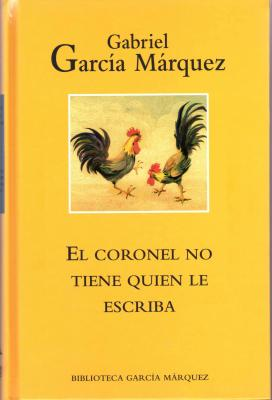 Gabriel
García Márquez
EL CORONEL NO
TIENE QUIEN LE
ESCRIBA
BIBLIOTECA GARCÍA MÁRQUEZ